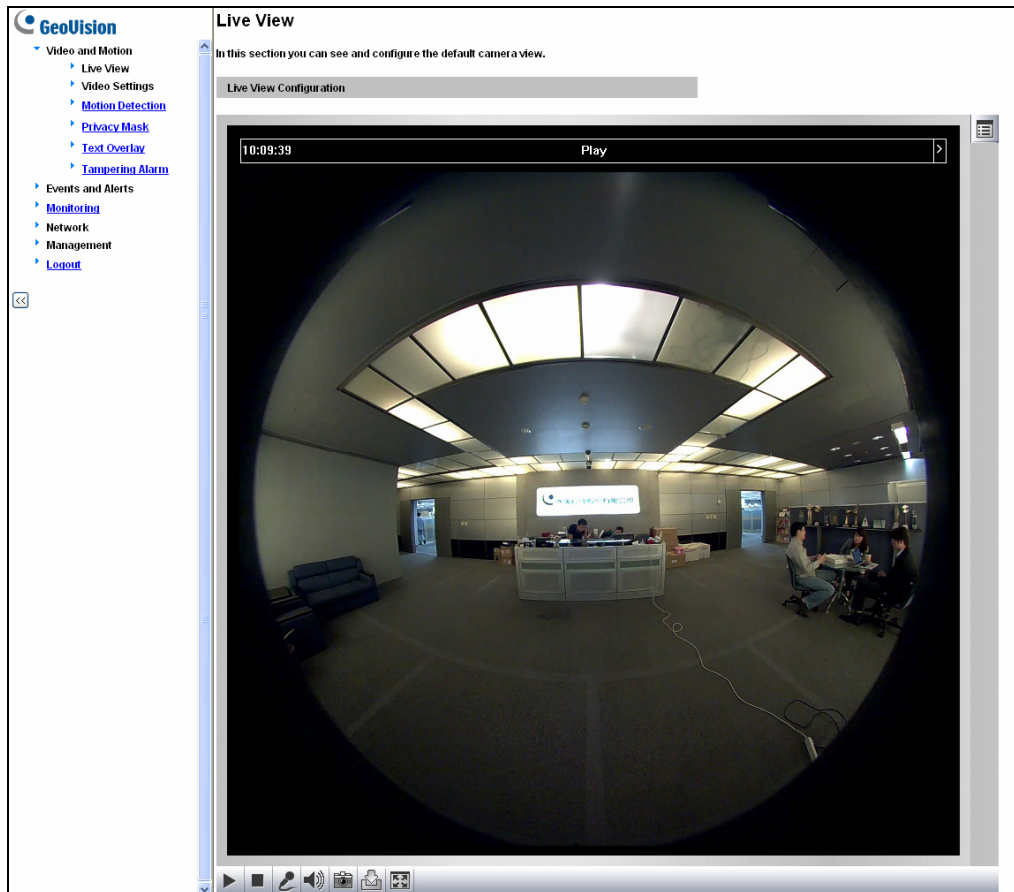 GeoVision
Video and Motion
Live View
Video Settings
Motion Detection
Privacy Mask
Text Overlay
Tampering Alarm
Events and Alerts
Monitoring
Network
Management
Logout
<<
Live View
In this section you can see and configure the default camera view.
Live View Configuration
10:09:39 Play >